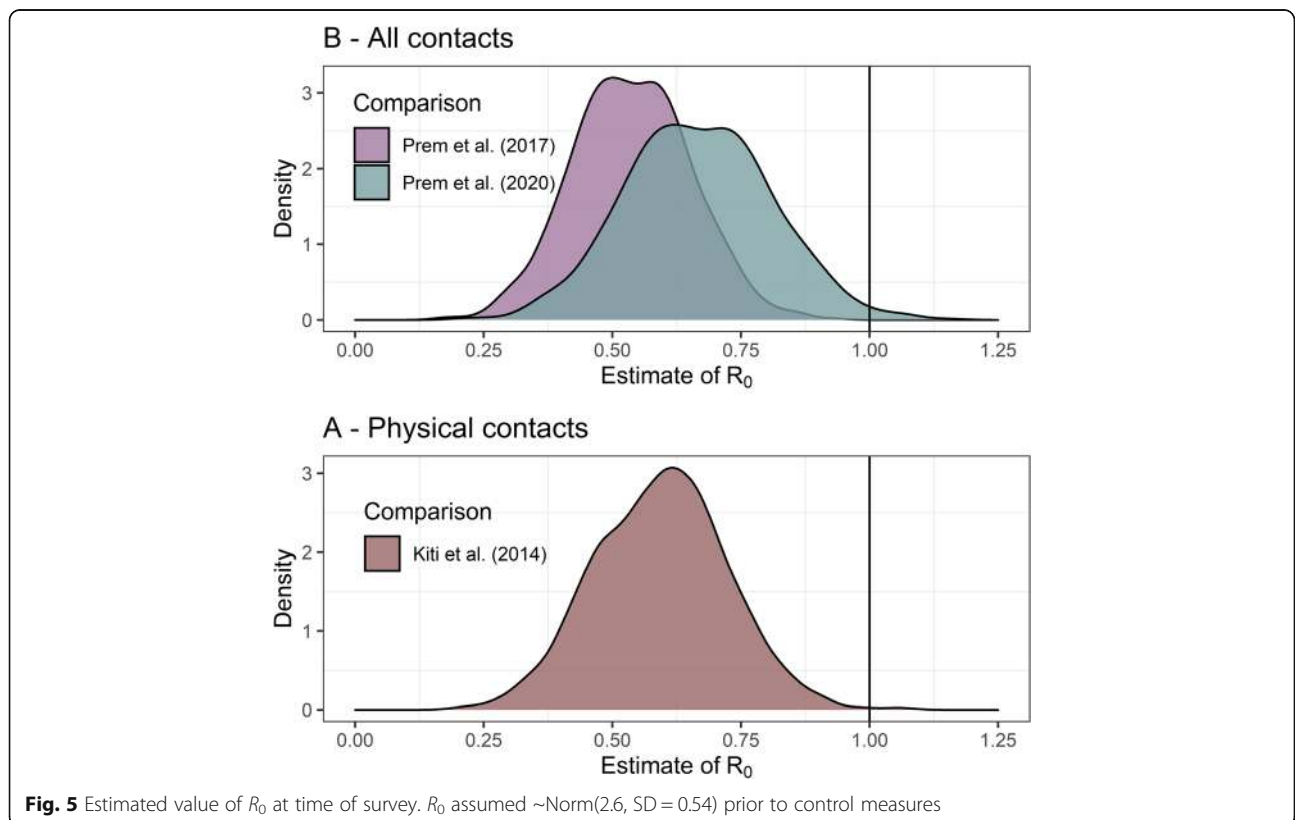 B - All contacts
Comparison
Prem et al. (2017)
Prem et al. (2020)
Density
3
2
1
0
0.00 0.25 0.50 0.75 1.00 1.25
Estimate of R₀
A - Physical contacts
Comparison
Kiti et al. (2014)
Density
3
2
1
0
0.00 0.25 0.50 0.75 1.00 1.25
Estimate of R₀
Fig. 5 Estimated value of R₀ at time of survey. R₀ assumed ~Norm(2.6, SD = 0.54) prior to control measures